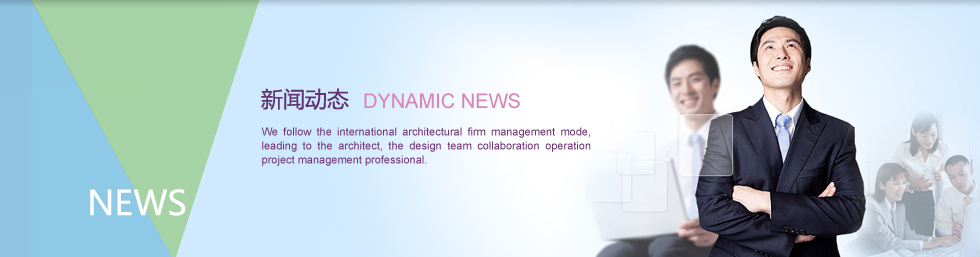 新闻动态 DYNAMIC NEWS
We follow the international architectural firm management mode,
leading to the architect, the design team collaboration operation
project management professional.
NEWS